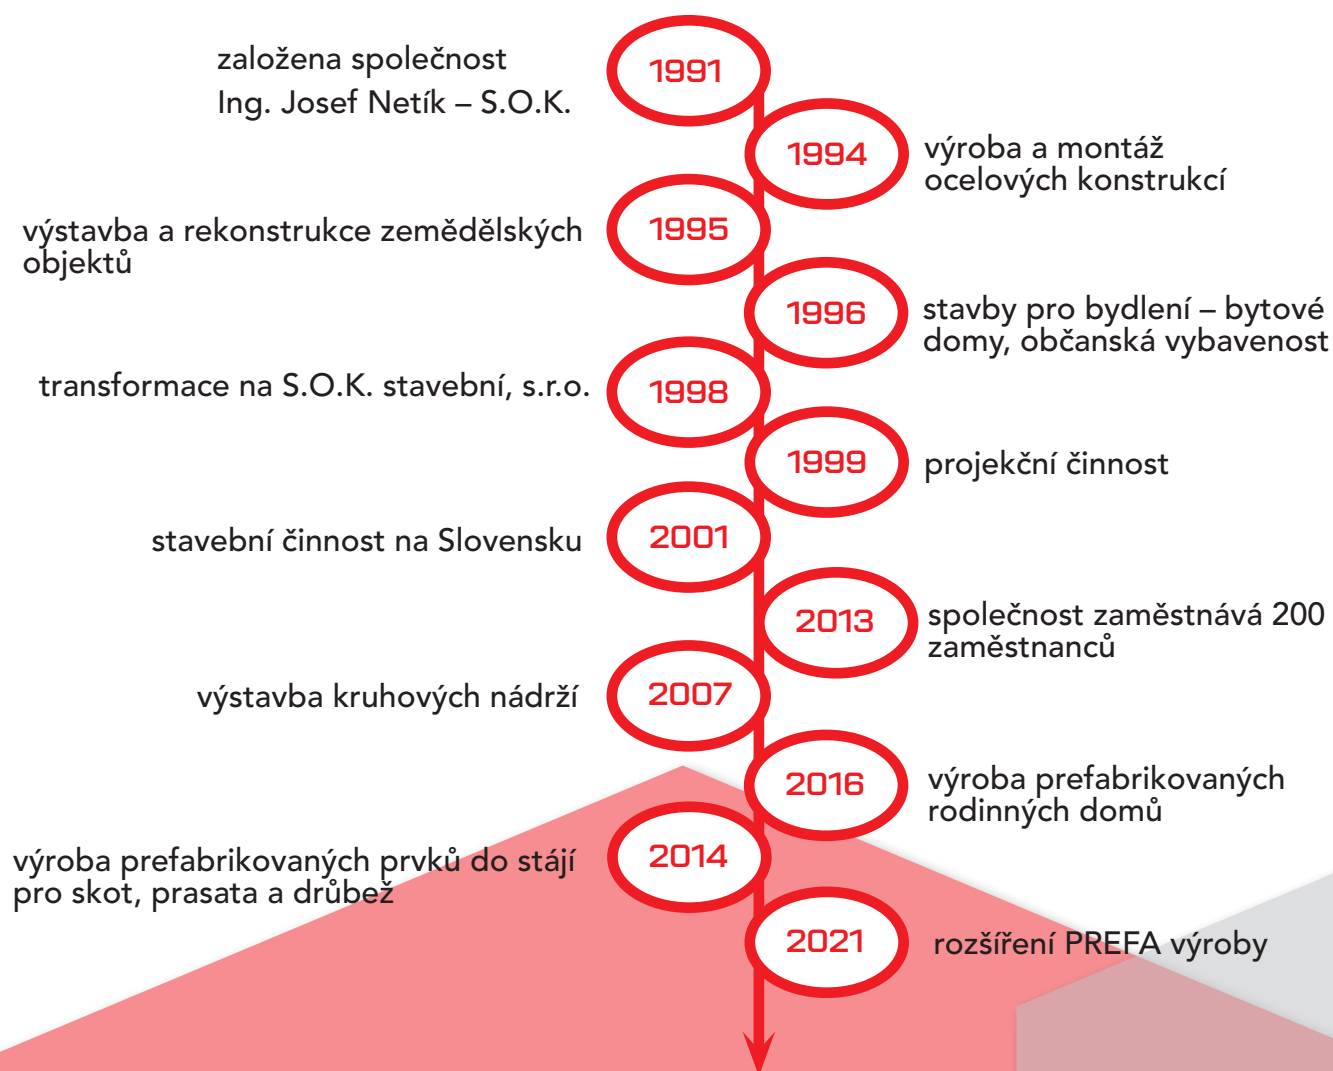 založena společnost
Ing. Josef Netík – S.O.K.
1991
1994
výroba a montáž
ocelových konstrukcí
výstavba a rekonstrukce zemědělských
objektů
1995
1996
stavby pro bydlení – bytové
domy, občanská vybavenost
transformace na S.O.K. stavební, s.r.o.
1998
1999
projekční činnost
stavební činnost na Slovensku
2001
2013
společnost zaměstnává 200
zaměstnanců
výstavba kruhových nádrží
2007
2016
výroba prefabrikovaných
rodinných domů
výroba prefabrikovaných prvků do stájí
pro skot, prasata a drůbež
2014
2021
rozšíření PREFA výroby